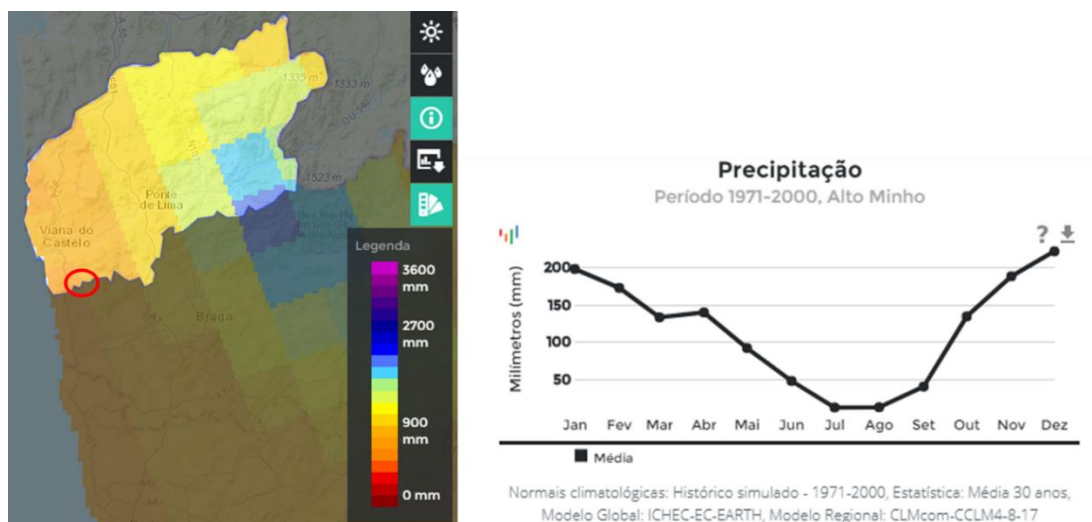 A-55
1335 m
1333 m
OU-540
1523 m
Ponte
de Lima
Viana do
Castelo
Braga
Legenda
3600
mm
2700
mm
900
mm
0 mm
Precipitação
Período 1971-2000, Alto Minho
?
Milímetros (mm)
200
150
100
50
Jan Fev Mar Abr Mai Jun Jul Ago Set Out Nov Dez
Média
Normais climatológicas: Histórico simulado - 1971-2000, Estatística: Média 30 anos,
Modelo Global: ICHEC-EC-EARTH, Modelo Regional: CLMcom-CCLM4-8-17